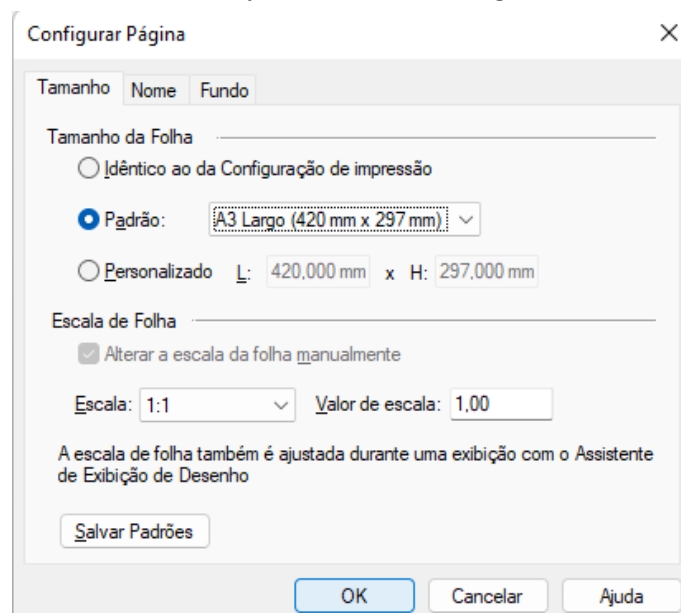 Configurar Página
Tamanho Nome Fundo
Tamanho da Folha
Idêntico ao da Configuração de impressão
Padrão: A3 Largo (420 mm x 297 mm)
Personalizado L: 420,000 mm x H: 297,000 mm
Escala de Folha
Alterar a escala da folha manualmente
Escala: 1:1 Valor de escala: 1,00
A escala de folha também é ajustada durante uma exibição com o Assistente
de Exibição de Desenho
Salvar Padrões
OK Cancelar Ajuda